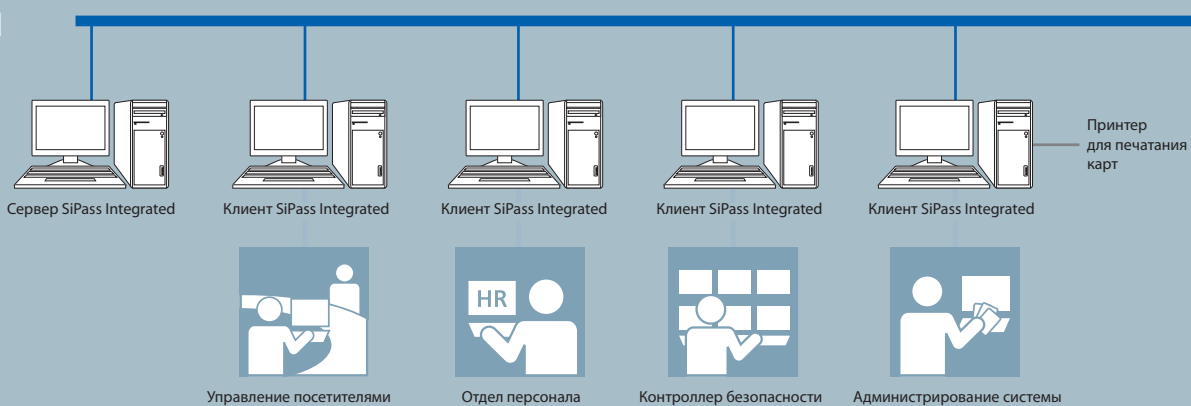 Принтер
для печатания
карт
Сервер SiPass Integrated
Клиент SiPass Integrated
Клиент SiPass Integrated
Клиент SiPass Integrated
Клиент SiPass Integrated
HR
Управление посетителями
Отдел персонала
Контроллер безопасности
Администрирование системы